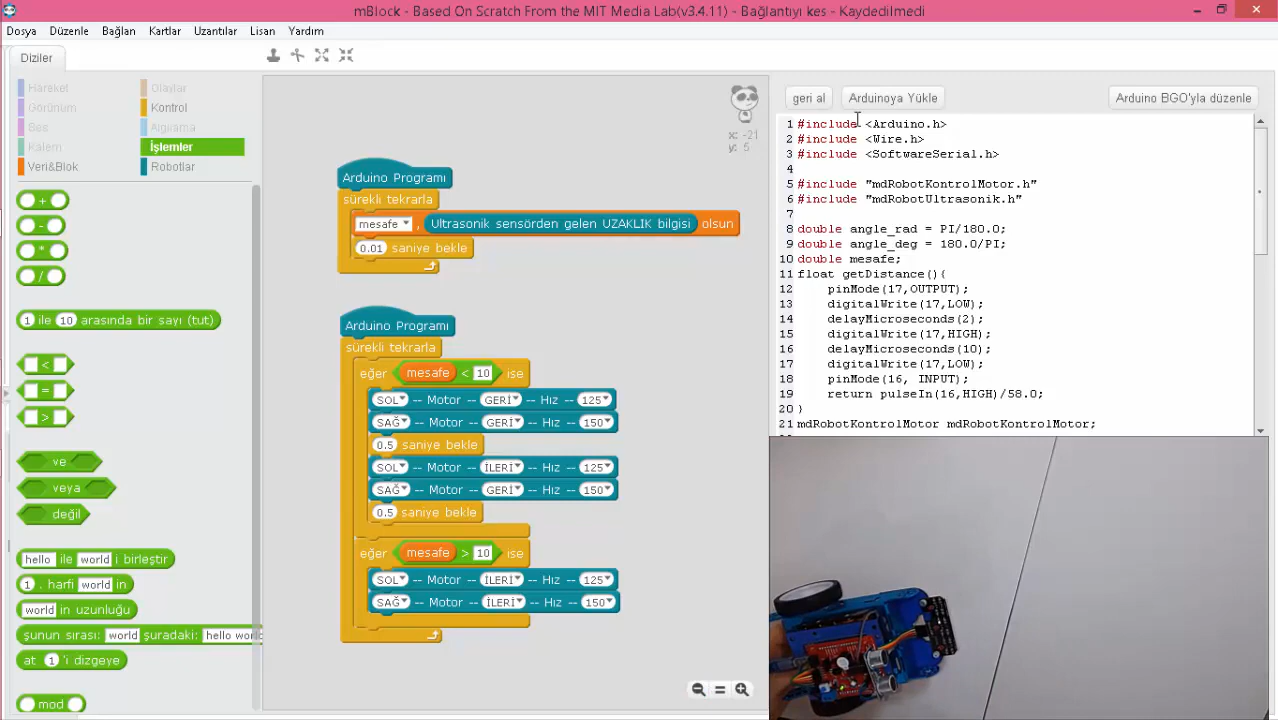 mBlock - Based On Scratch From the MIT Media Lab(v3.4.11) - Bağlantıyı kes - Kaydedilmedi
Dosya Düzenle Bağlan Kartlar Uzantılar Lisan Yardım
Diziler
Hareket Olaylar
Görünüm Kontrol
Ses Algılama
Kalem İşlemler
Veri&Blok Robotlar
+
-
*
/
1 ile 10 arasında bir sayı (tut)
<
=
>
ve
veya
değil
hello ile world i birleştir
1 . harfi world in
world in uzunluğu
şunun sırası: world şuradaki: hello world
at 1 'i dizgeye
mod
x: -21
y: 5
Arduino Programı
sürekli tekrarla
mesafe , Ultrasonik sensörden gelen UZAKLIK bilgisi olsun
0.01 saniye bekle
Arduino Programı
sürekli tekrarla
eğer mesafe < 10 ise
SOL -- Motor -- GERİ -- Hız -- 125
SAĞ -- Motor -- GERİ -- Hız -- 150
0.5 saniye bekle
SOL -- Motor -- İLERİ -- Hız -- 125
SAĞ -- Motor -- GERİ -- Hız -- 150
0.5 saniye bekle
eğer mesafe > 10 ise
SOL -- Motor -- İLERİ -- Hız -- 125
SAĞ -- Motor -- İLERİ -- Hız -- 150
geri al Arduinoya Yükle Arduino BGO'yla düzenle
1 #include <Arduino.h>
2 #include <Wire.h>
3 #include <SoftwareSerial.h>
4
5 #include "mdRobotKontrolMotor.h"
6 #include "mdRobotUltrasonik.h"
7
8 double angle_rad = PI/180.0;
9 double angle_deg = 180.0/PI;
10 double mesafe;
11 float getDistance(){
12 pinMode(17,OUTPUT);
13 digitalWrite(17,LOW);
14 delayMicroseconds(2);
15 digitalWrite(17,HIGH);
16 delayMicroseconds(10);
17 digitalWrite(17,LOW);
18 pinMode(16, INPUT);
19 return pulseIn(16,HIGH)/58.0;
20 }
21 mdRobotKontrolMotor mdRobotKontrolMotor;